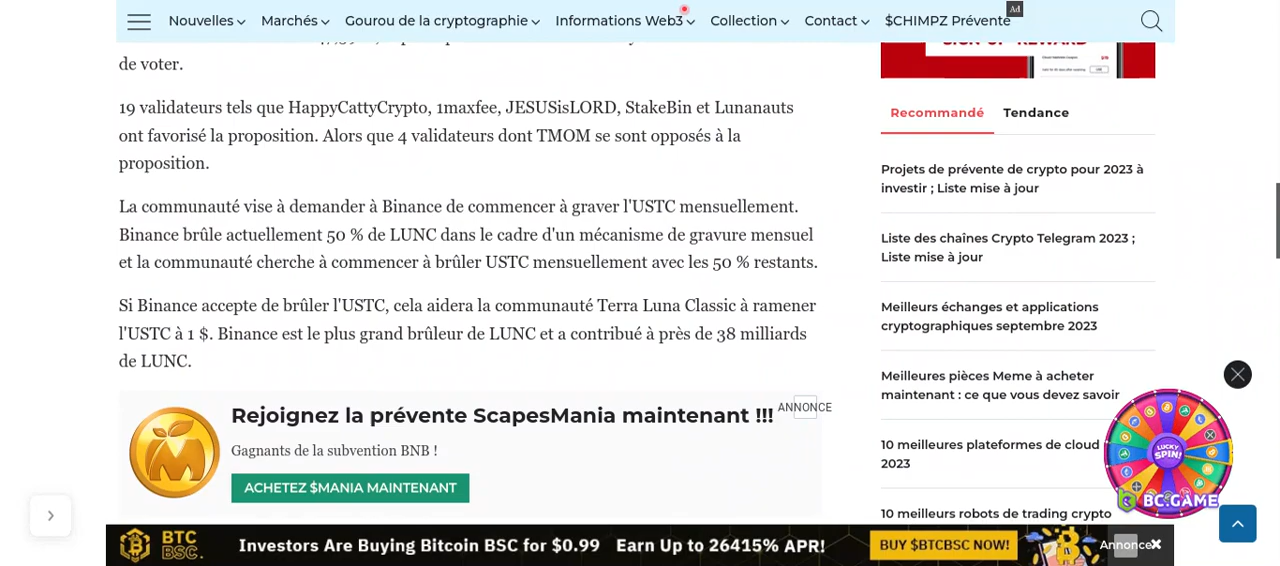 Nouvelles Marchés Gourou de la cryptographie Informations Web3 Collection Contact $CHIMPZ Prévente
Ad
de voter.
19 validateurs tels que HappyCattyCrypto, 1maxfee, JESUSisLORD, StakeBin et Lunanauts
ont favorisé la proposition. Alors que 4 validateurs dont TMOM se sont opposés à la
proposition.
La communauté vise à demander à Binance de commencer à graver l'USTC mensuellement.
Binance brûle actuellement 50 % de LUNC dans le cadre d'un mécanisme de gravure mensuel
et la communauté cherche à commencer à brûler USTC mensuellement avec les 50 % restants.
Si Binance accepte de brûler l'USTC, cela aidera la communauté Terra Luna Classic à ramener
l'USTC à 1 $. Binance est le plus grand brûleur de LUNC et a contribué à près de 38 milliards
de LUNC.
Rejoignez la prévente ScapesMania maintenant !!!
ANNONCE
Gagnants de la subvention BNB !
ACHETEZ $MANIA MAINTENANT
Recommandé Tendance
Projets de prévente de crypto pour 2023 à
investir ; Liste mise à jour
Liste des chaînes Crypto Telegram 2023 ;
Liste mise à jour
Meilleurs échanges et applications
cryptographiques septembre 2023
Meilleures pièces Meme à acheter
maintenant : ce que vous devez savoir
10 meilleures plateformes de cloud
2023
10 meilleurs robots de trading crypto
LUCKY
SPIN!
BC.GAME
BTC
BSC.
Investors Are Buying Bitcoin BSC for $0.99 Earn Up to 26415% APR!
BUY $BTCBSC NOW!
Annonce